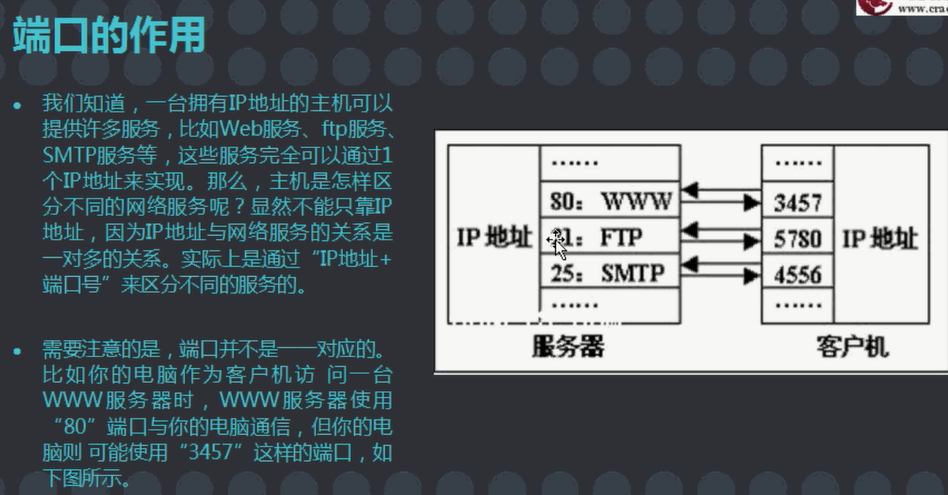 端口的作用
www.crac
• 我们知道，一台拥有IP地址的主机可以
提供许多服务，比如Web服务、ftp服务、
SMTP服务等，这些服务完全可以通过1
个IP地址来实现。那么，主机是怎样区
分不同的网络服务呢？显然不能只靠IP
地址，因为IP地址与网络服务的关系是
一对多的关系。实际上是通过“IP地址+
端口号”来区分不同的服务的。
• 需要注意的是，端口并不是一一对应的。
比如你的电脑作为客户机访 问一台
WWW服务器时，WWW服务器使用
“80”端口与你的电脑通信，但你的电
脑则 可能使用“3457”这样的端口，如
下图所示。
IP 地址
……
80： WWW
21： FTP
25： SMTP
……
服务器
……
3457
5780
4556
……
IP 地址
客户机